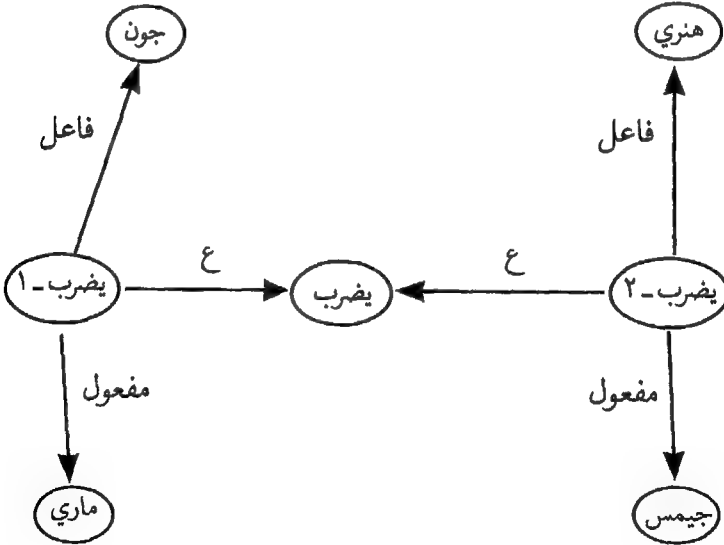 هنري
جون
فاعل
فاعل
ع
ع
يضرب-٢
يضرب
يضرب-١
مفعول
مفعول
جيمس
ماري